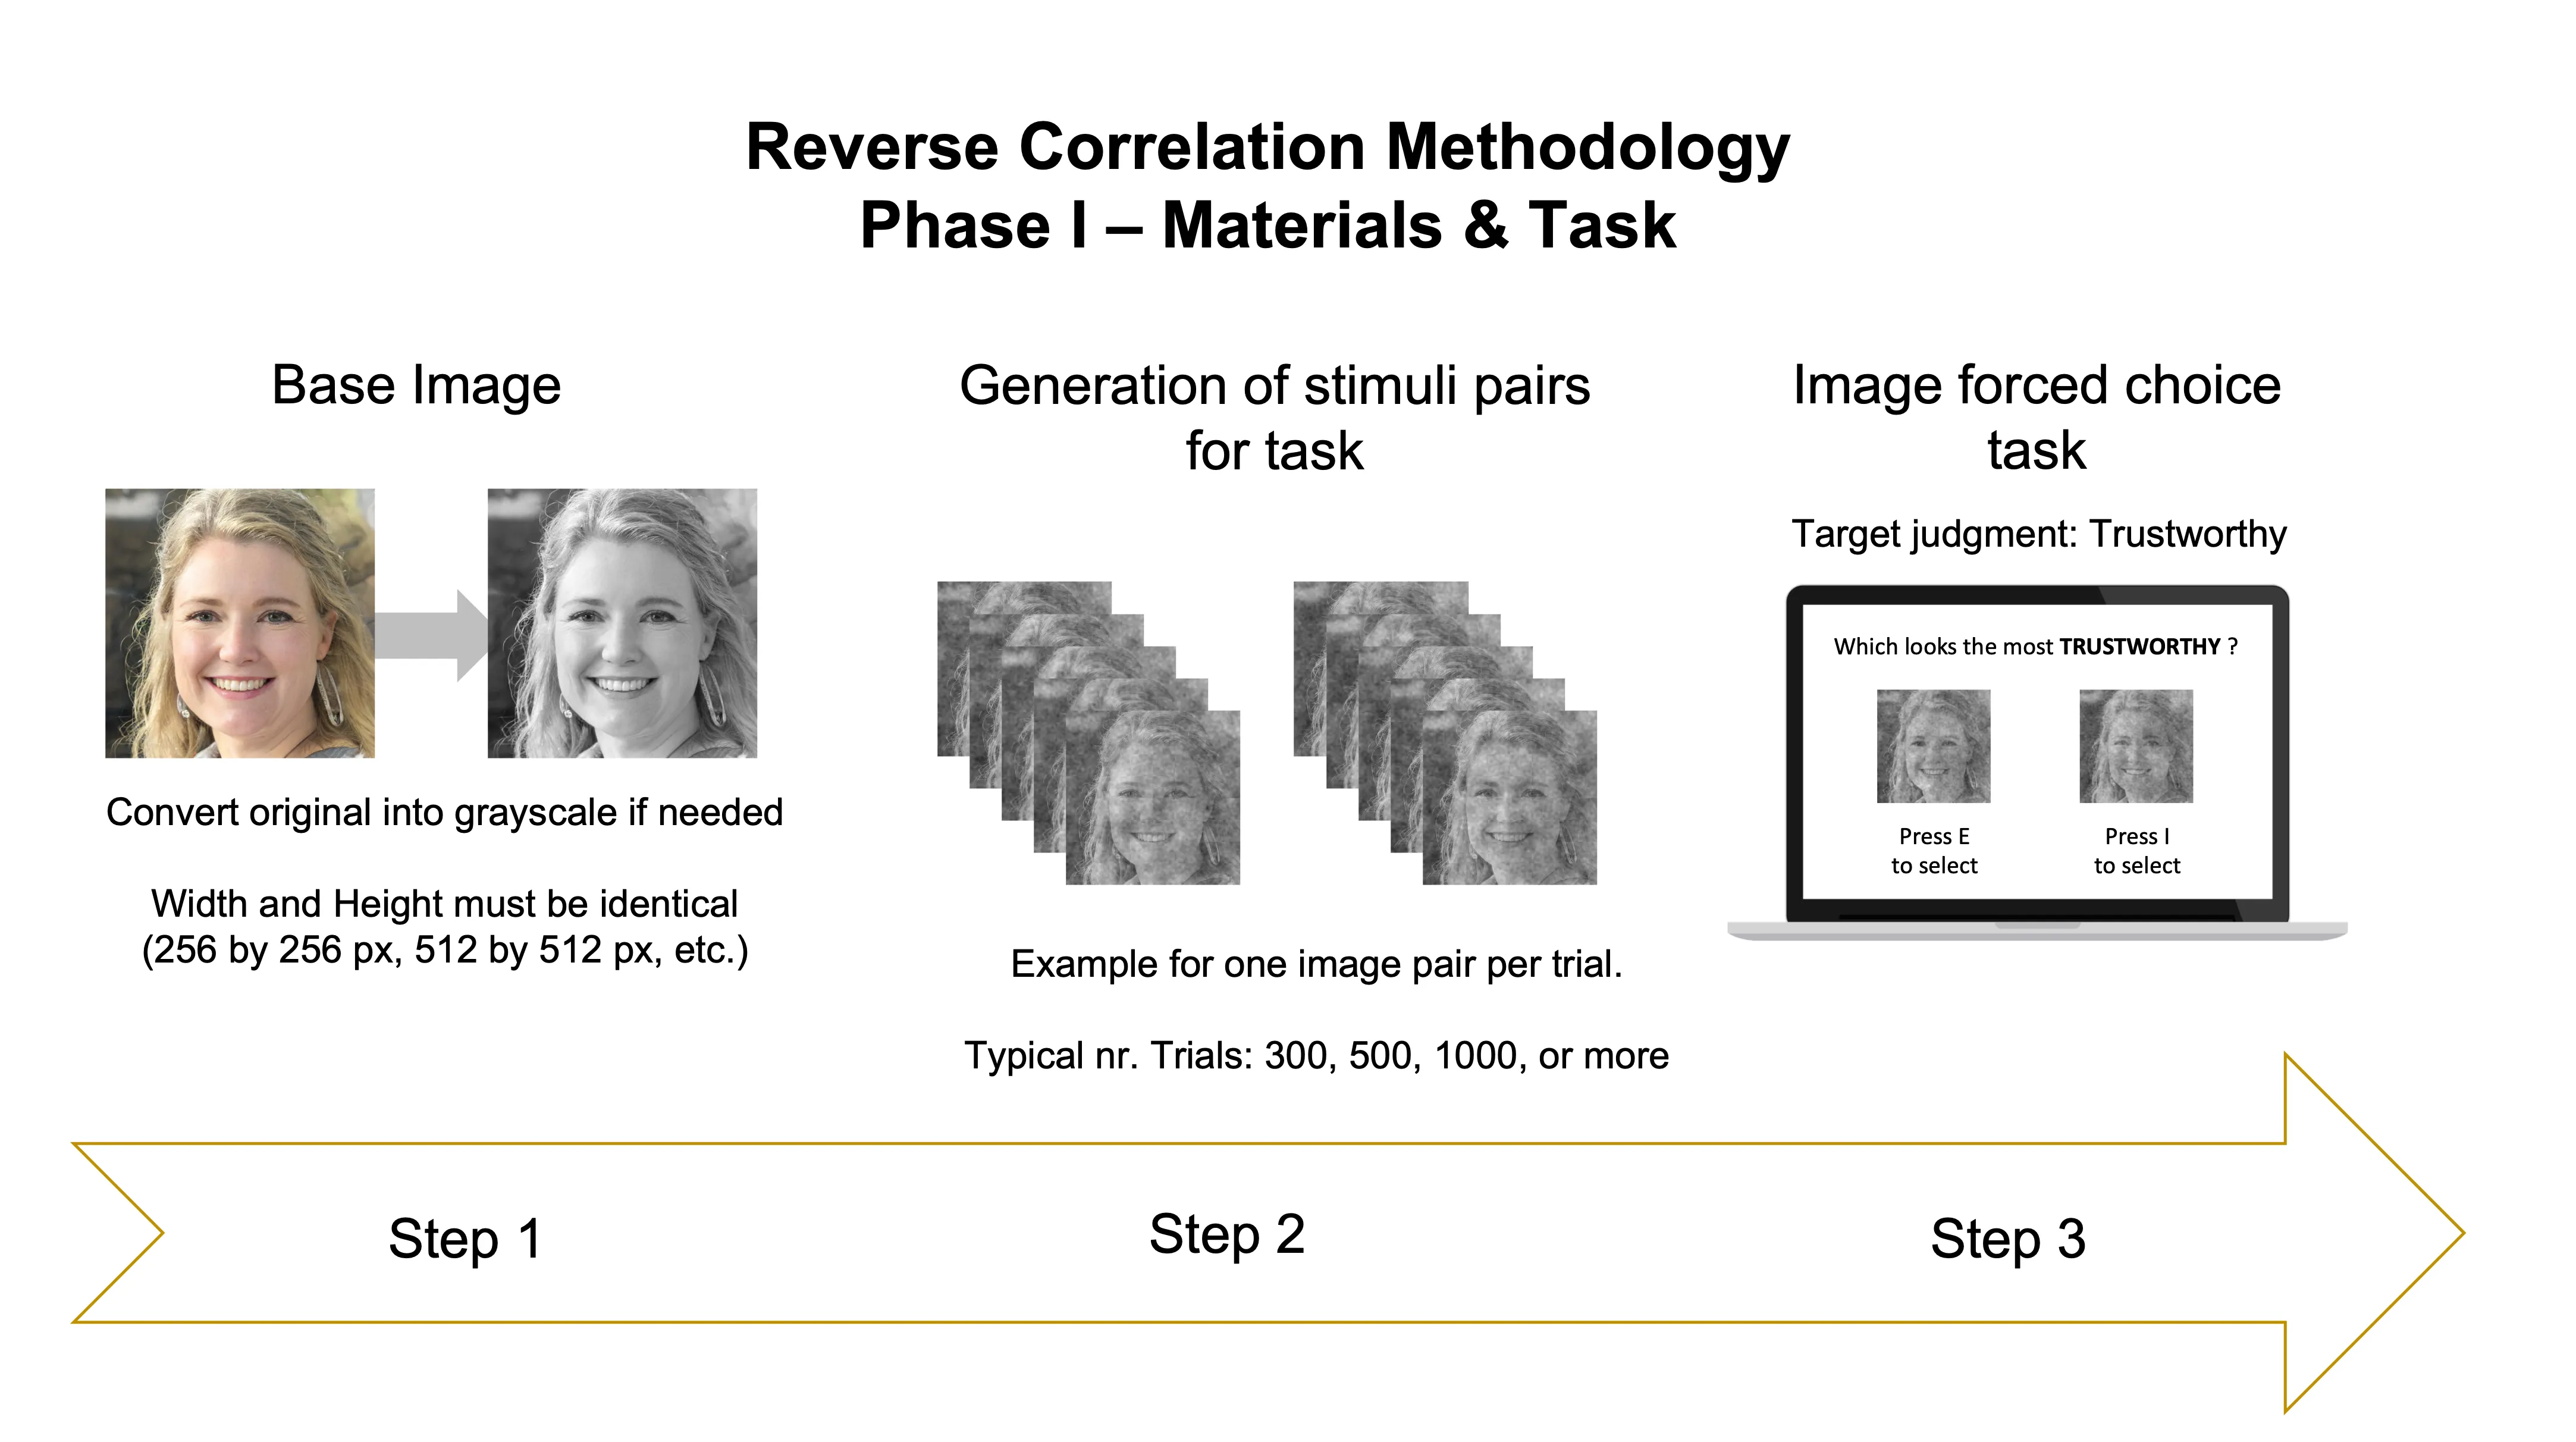 Reverse Correlation Methodology
Phase I – Materials & Task
Base Image
Convert original into grayscale if needed
Width and Height must be identical
(256 by 256 px, 512 by 512 px, etc.)
Generation of stimuli pairs
for task
Example for one image pair per trial.
Typical nr. Trials: 300, 500, 1000, or more
Image forced choice
task
Target judgment: Trustworthy
Which looks the most TRUSTWORTHY ?
Press E
to select
Press I
to select
Step 1
Step 2
Step 3